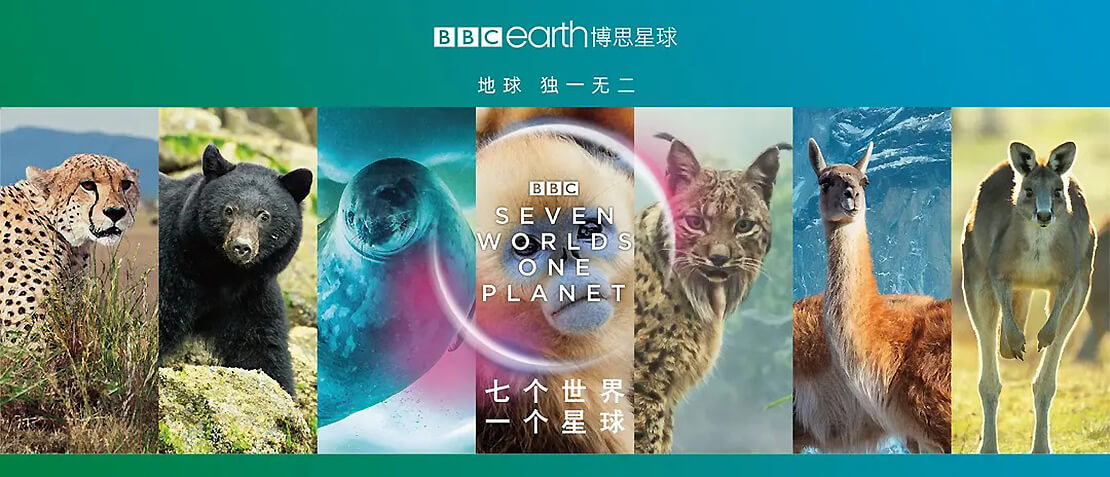 BBC earth 博思星球
地球 独一无二
BBC
SEVEN
WORLDS
ONE
PLANET
七个世界
一个星球